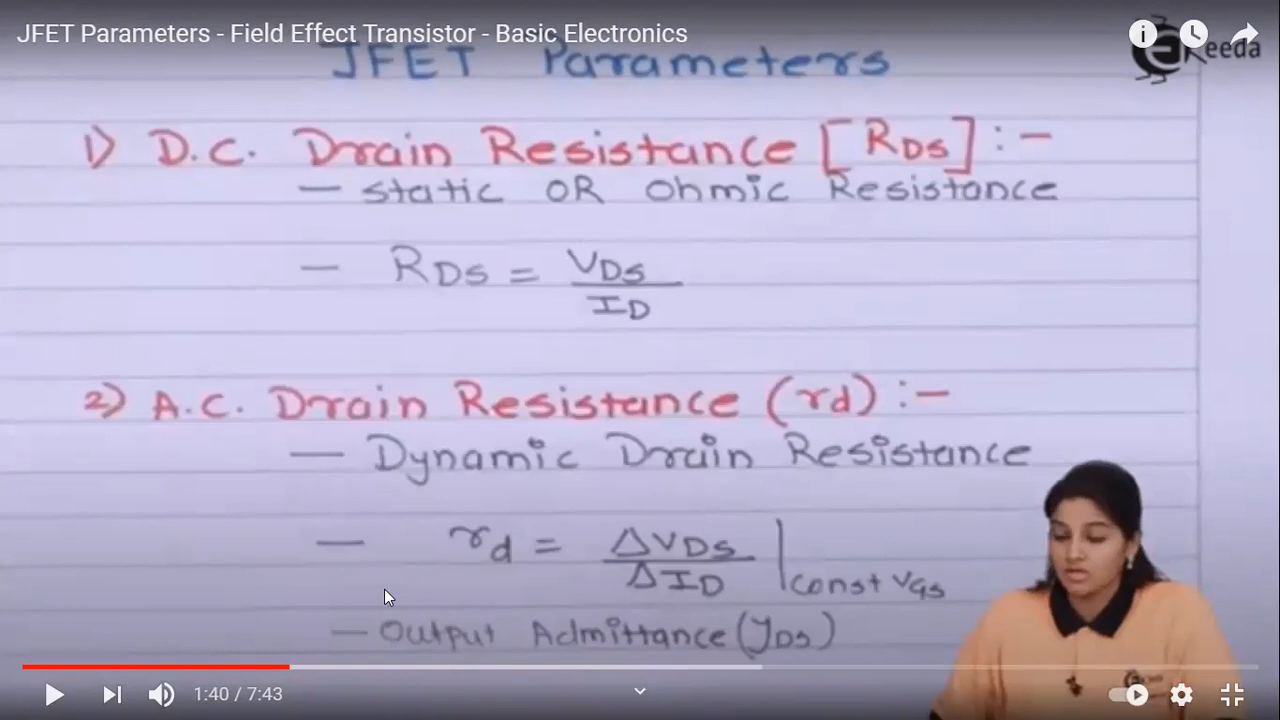 JFET Parameters - Field Effect Transistor - Basic Electronics
JFET Parameters
Keeda
1) D.C. Drain Resistance [RDS] :-
— static OR Ohmic Resistance
— RDS = VDS / ID
2) A.C. Drain Resistance (rd) :-
— Dynamic Drain Resistance
— rd = ΔVDS / ΔID | const VGS
— Output Admittance (yDS)
1:40 / 7:43